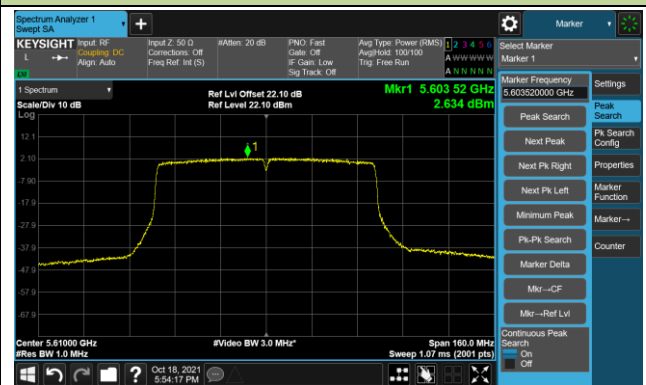 Spectrum Analyzer 1
Swept SA
+
Marker
KEYSIGHT
L
Input: RF
Coupling: DC
Align: Auto
Input Z: 50 Ω
Corrections: Off
Freq Ref: Int (S)
#Atten: 20 dB
PNO: Fast
Gate: Off
IF Gain: Low
Sig Track: Off
Avg Type: Power (RMS)
Avg|Hold: 100/100
Trig: Free Run
1 2 3 4 5 6
A W W W W W
A N N N N N
Select Marker
Marker 1
1 Spectrum
Scale/Div 10 dB
Log
Ref Lvl Offset 22.10 dB
Ref Level 22.10 dBm
Mkr1 5.603 52 GHz
2.634 dBm
12.1
2.10
-7.90
-17.9
-27.9
-37.9
-47.9
-57.9
-67.9
1
Center 5.61000 GHz
#Res BW 1.0 MHz
#Video BW 3.0 MHz*
Span 160.0 MHz
Sweep 1.07 ms (2001 pts)
Marker Frequency
5.603520000 GHz
Peak Search
Next Peak
Next Pk Right
Next Pk Left
Minimum Peak
Pk-Pk Search
Marker Delta
Mkr→CF
Mkr→Ref Lvl
Continuous Peak
Search
On
Off
Settings
Peak
Search
Pk Search
Config
Properties
Marker
Function
Marker→
Counter
?
Oct 18, 2021
5:54:17 PM